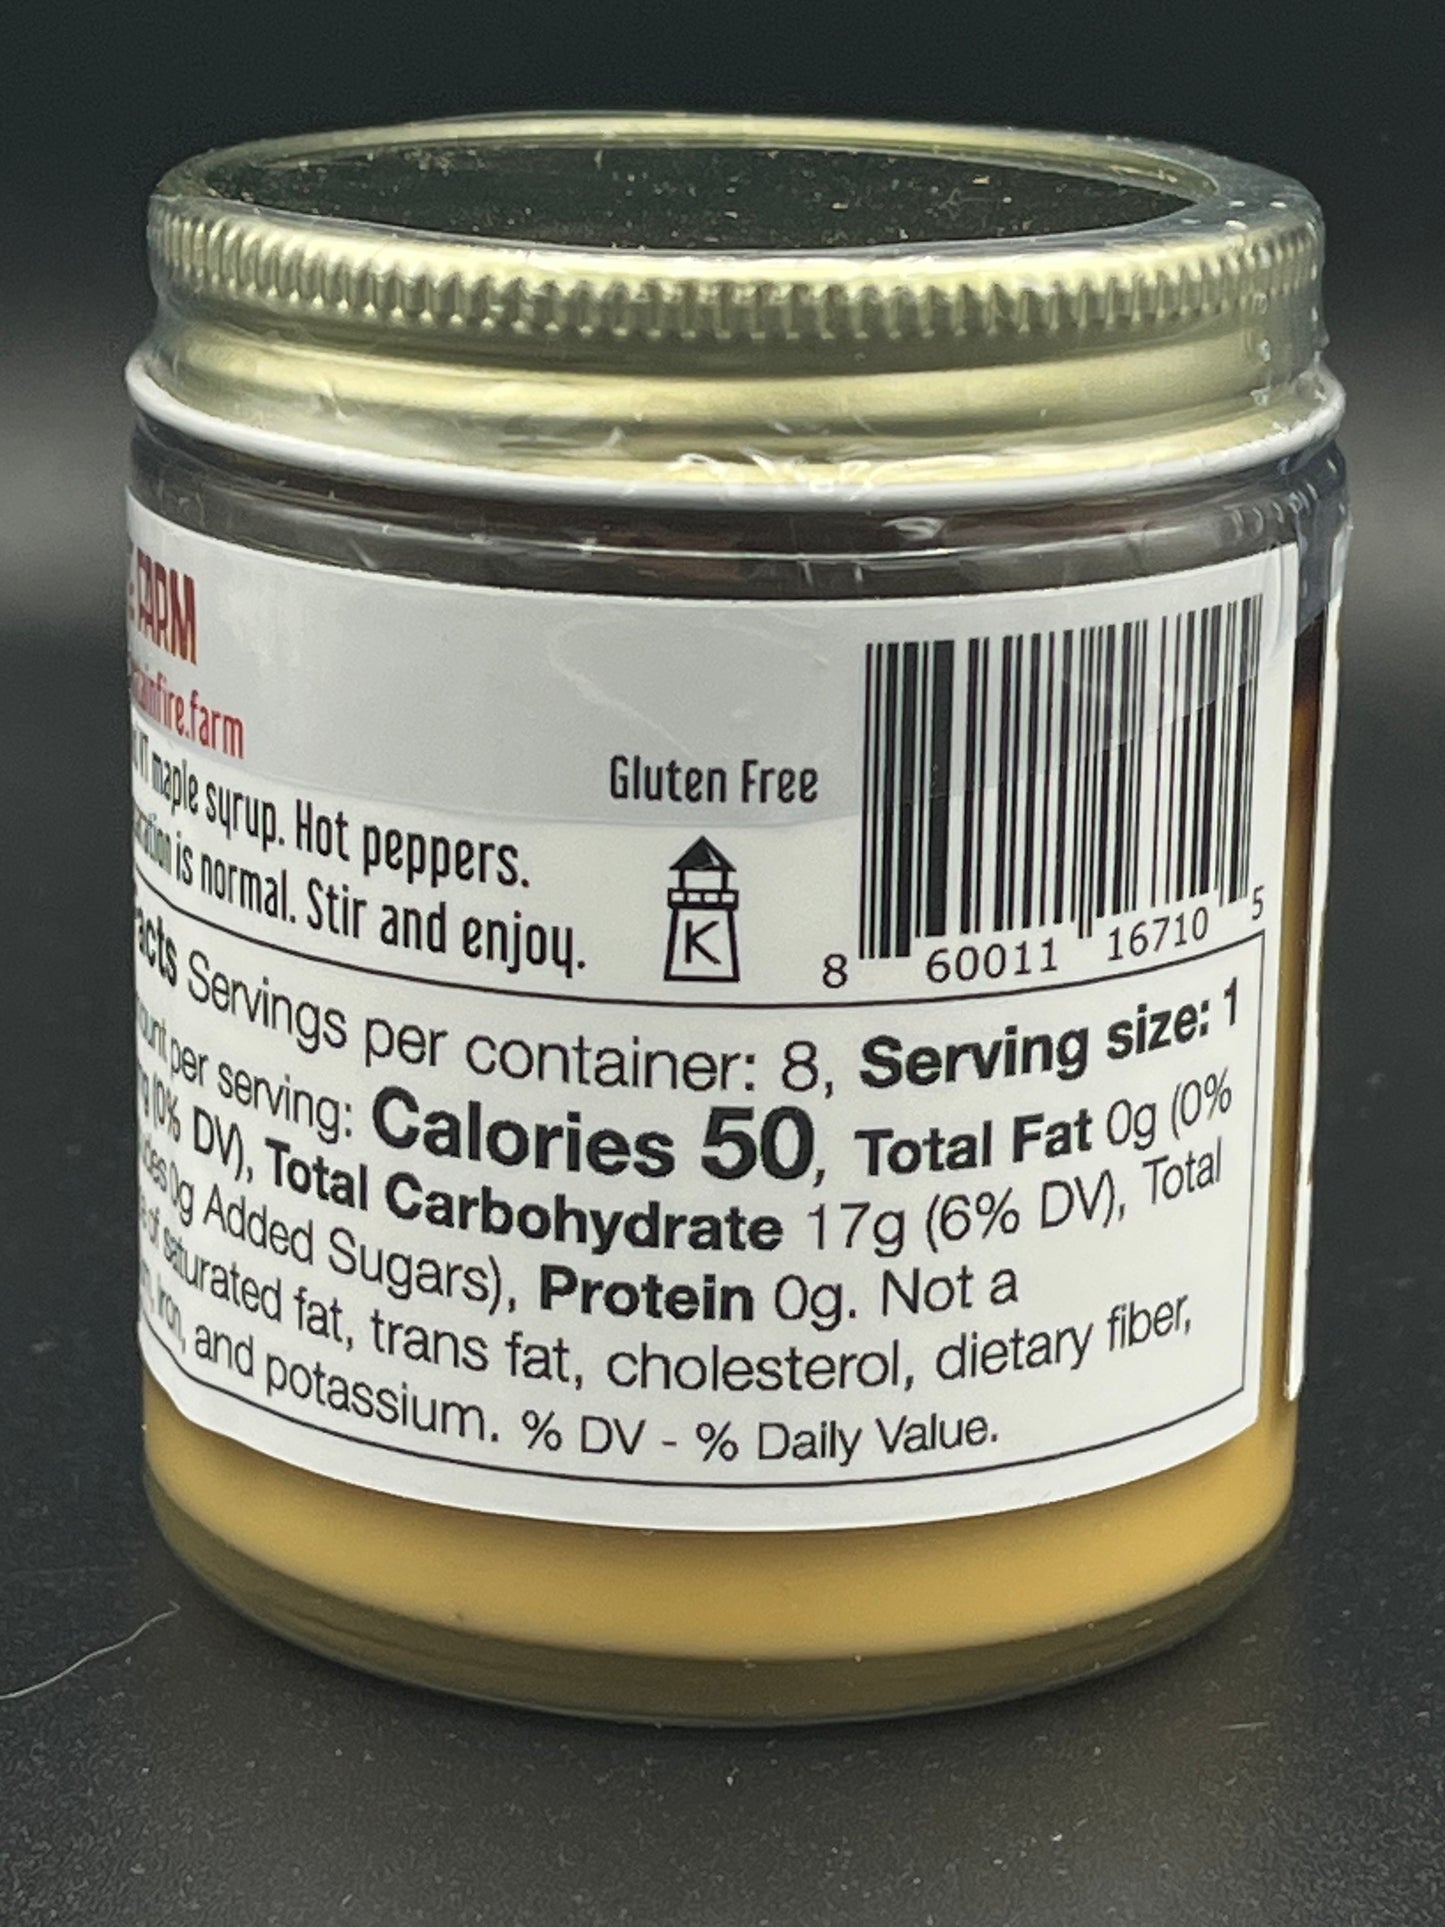 FARM
fire.farm
maple syrup. Hot peppers.
is normal. Stir and enjoy.
Gluten Free
K
8 60011 16710 5
Servings per container: 8, Serving size: 1
per serving: Calories 50, Total Fat 0g (0%
(0% DV), Total Carbohydrate 17g (6% DV), Total
0g Added Sugars), Protein 0g. Not a
of saturated fat, trans fat, cholesterol, dietary fiber,
iron, and potassium. % DV - % Daily Value.